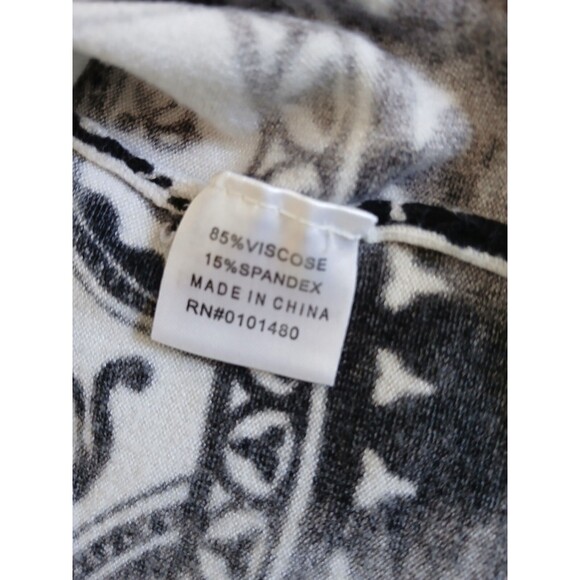 85%VISCOSE
15%SPANDEX
MADE IN CHINA
RN#0101480